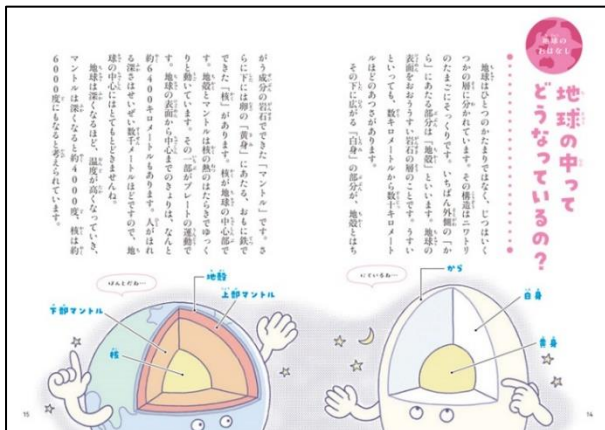 地球のおはなし
地球の中って
どうなっているの？
地球はひとつのかたまりではなく、じつはいく
つかの層に分かれています。その構造はニワトリ
のたまごにそっくりです。いちばん外側の「か
ら」にあたる部分は「地殻」といいます。地球の
表面をおおううすい岩石の層のことです。うすい
といっても、数キロメートルから数十キロメート
ルほどのあつさがあります。
その下に広がる「白身」の部分が、地殻とはち
がう成分の岩石でできた「マントル」です。さ
らに下には卵の「黄身」にあたる、おもに鉄で
できた「核」があります。核が地球の中心部で
す。地殻とマントルは核の熱のはたらきでゆっく
りと動いています。その一部がプレートの運動で
す。地球の表面から中心までのきょりは、なんと
約6400キロメートルもあります。人がほれ
る深さはせいぜい数千メートルほどですので、地
球の中心にはとてもとどきませんね。
地球は深くなるほど、温度が高くなっていき、
マントルは深くなると約4000度、核は約
6000度にもなると考えられています。
にているねー
から
白身
黄身
14
ほんとだねー
地殻
上部マントル
下部マントル
核
15